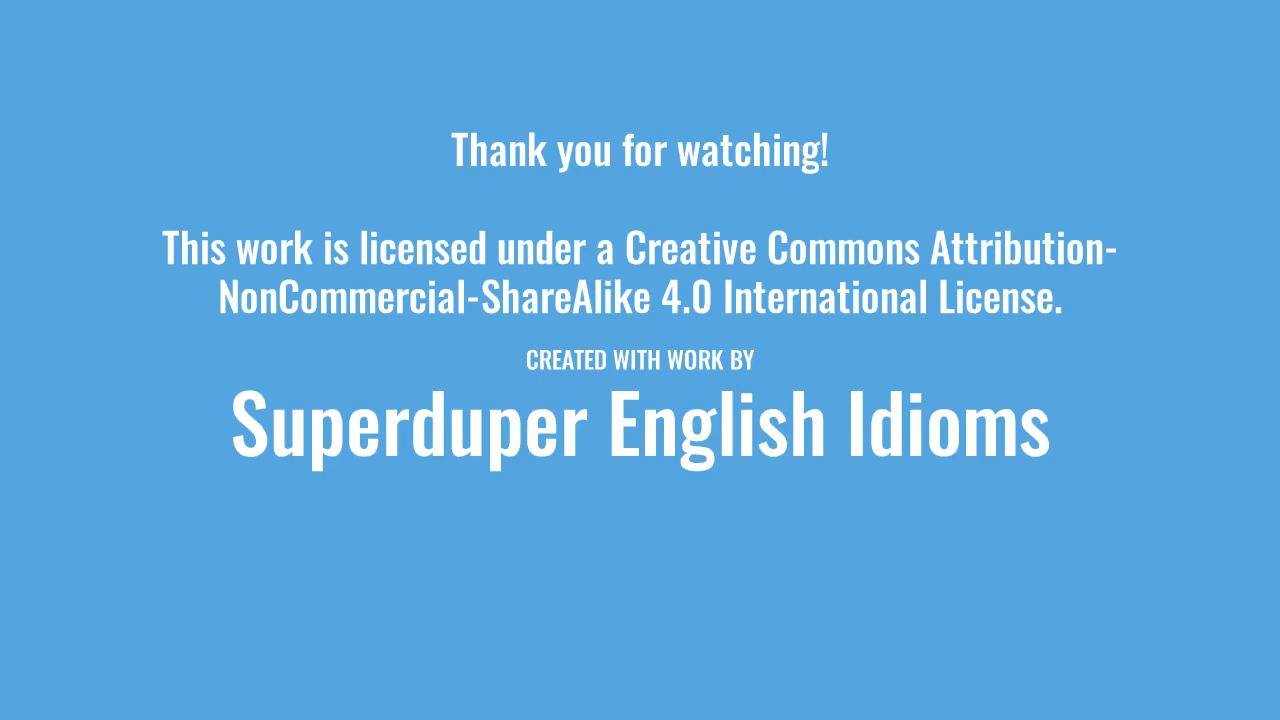 Thank you for watching!
This work is licensed under a Creative Commons Attribution-
NonCommercial-ShareAlike 4.0 International License.
CREATED WITH WORK BY
Superduper English Idioms